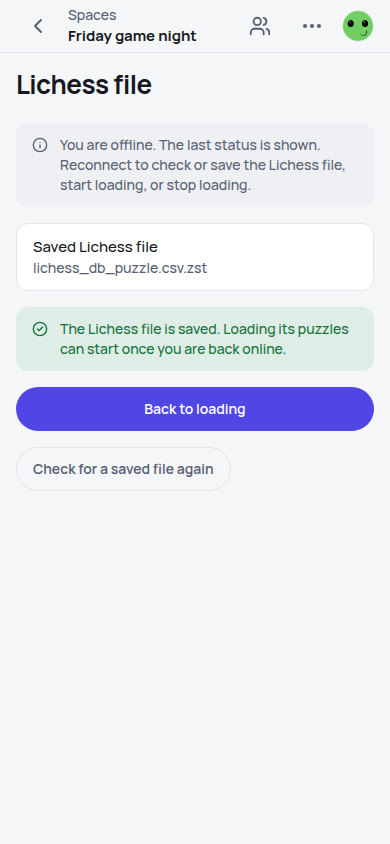 Spaces
Friday game night
Lichess file
You are offline. The last status is shown.
Reconnect to check or save the Lichess file,
start loading, or stop loading.
Saved Lichess file
lichess_db_puzzle.csv.zst
The Lichess file is saved. Loading its puzzles
can start once you are back online.
Back to loading
Check for a saved file again